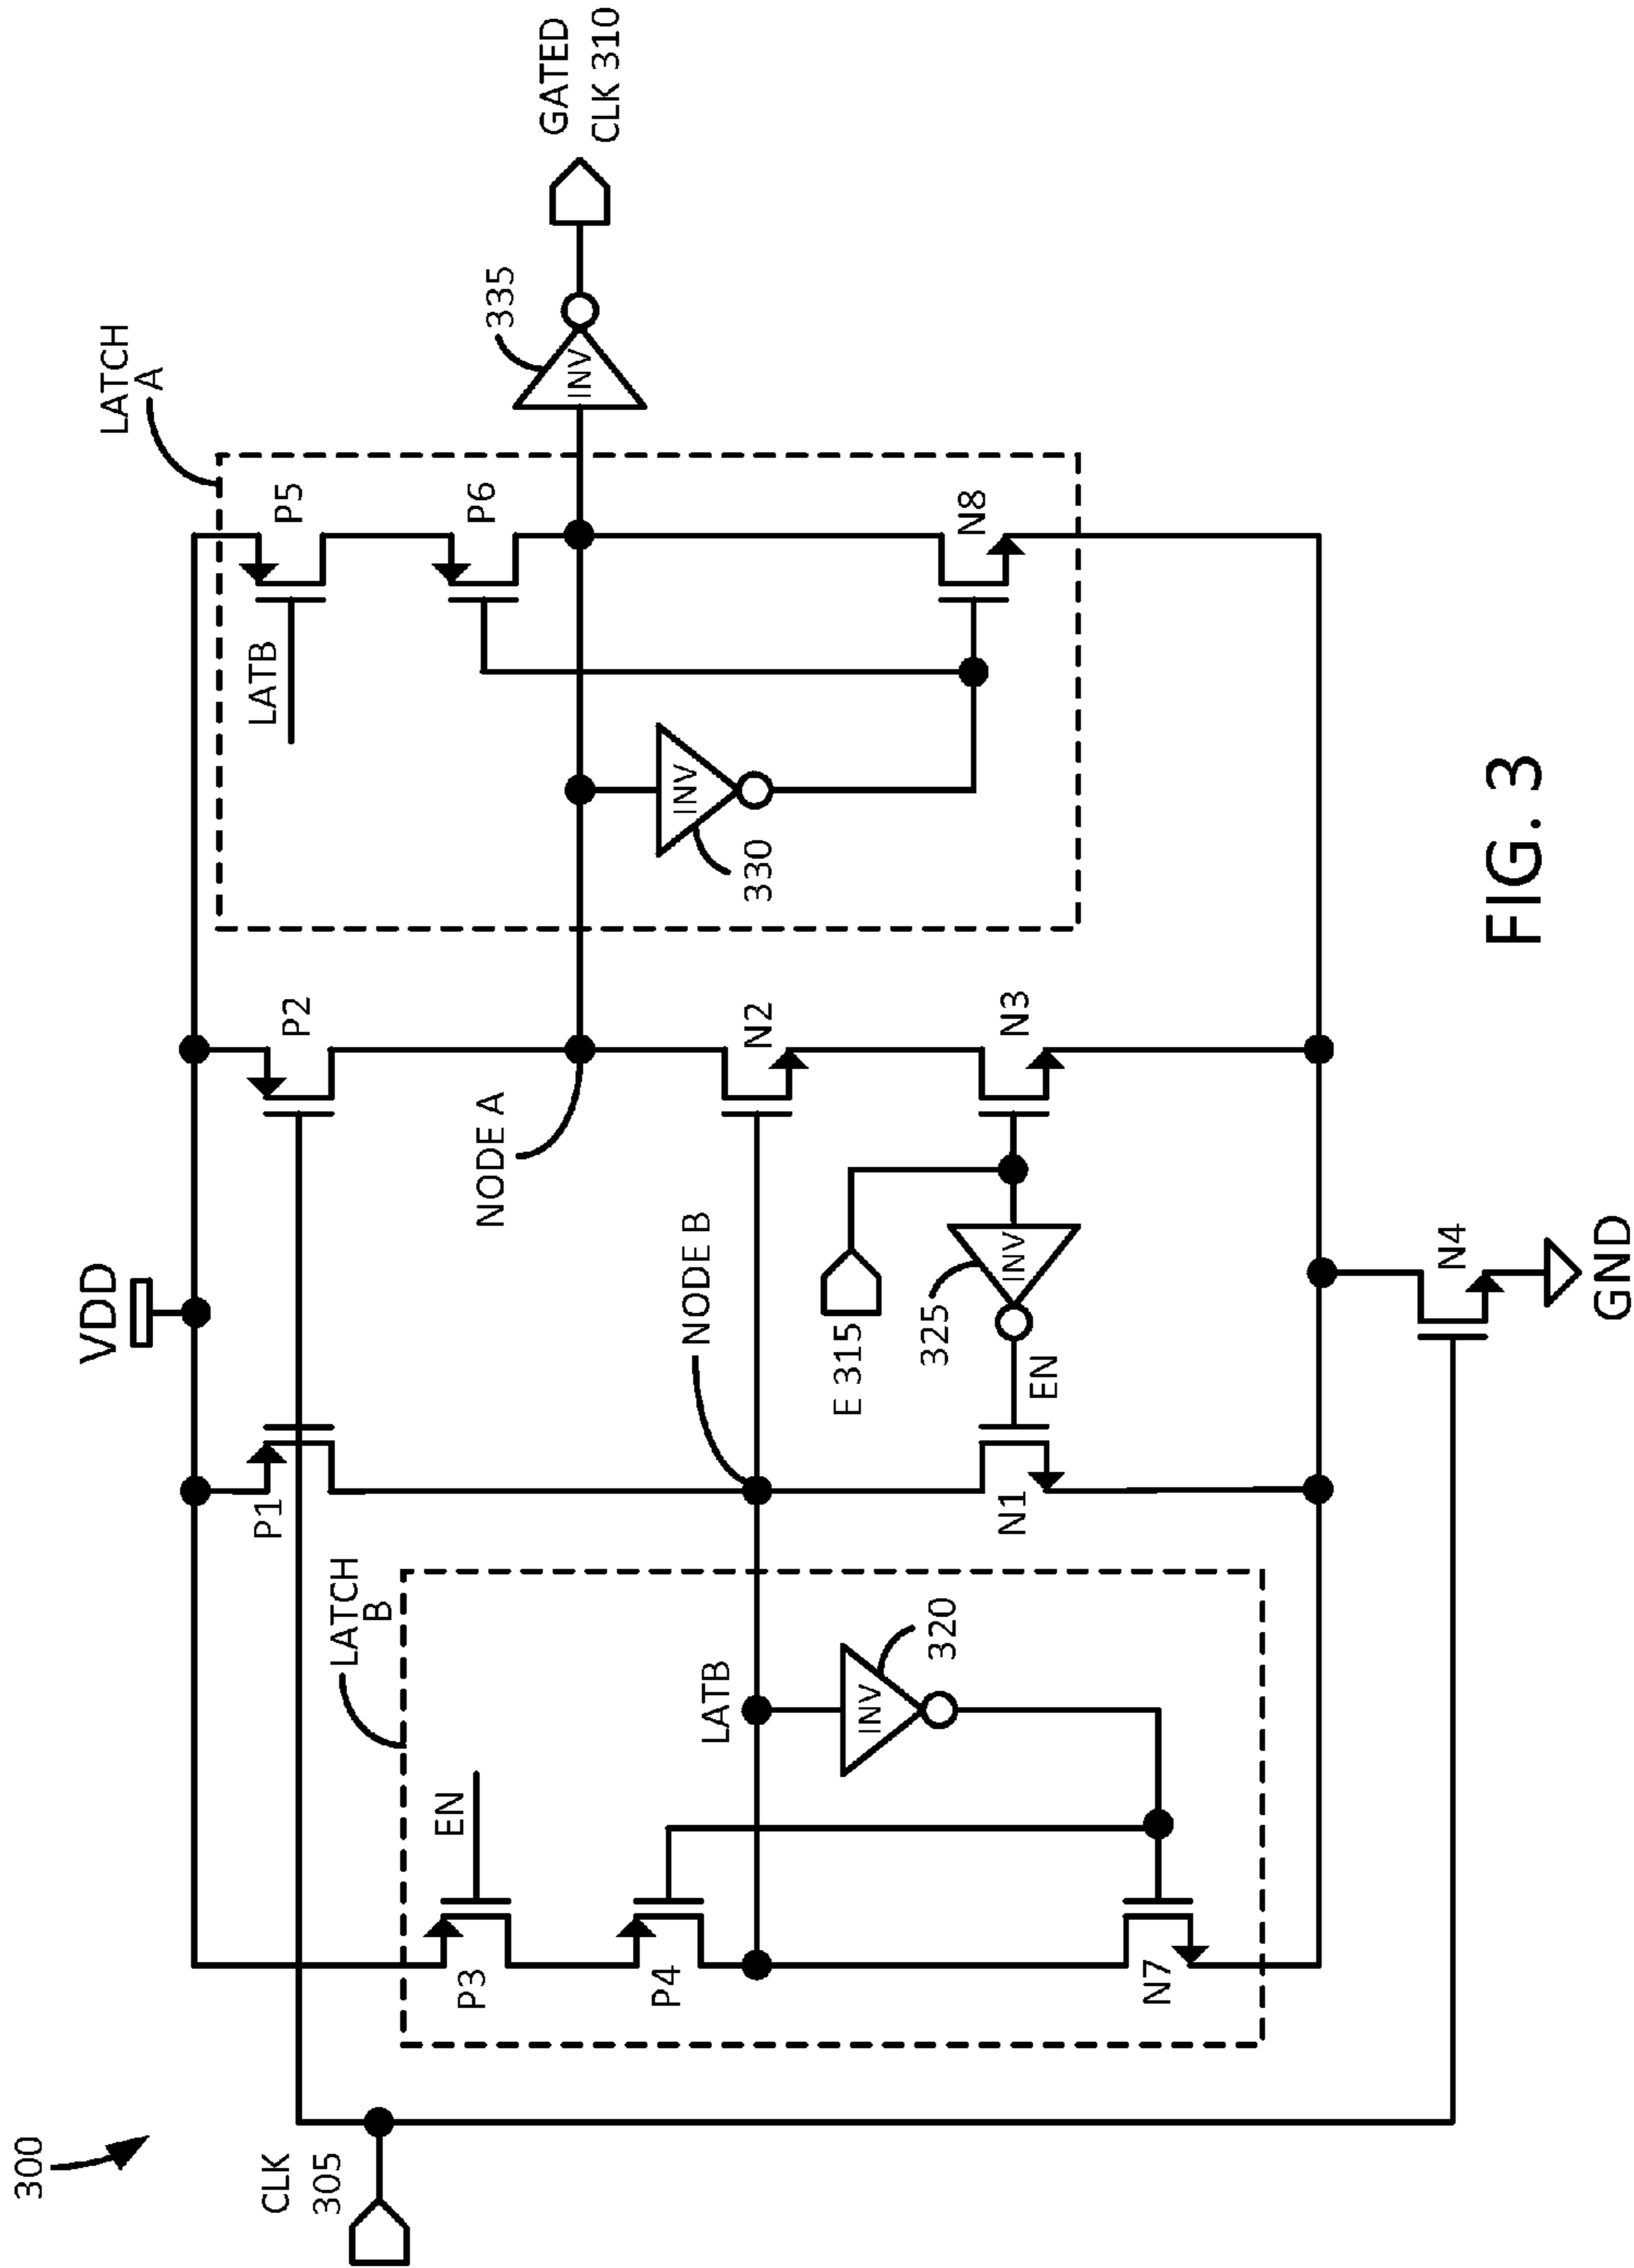 300
CLK
305
VDD
P1
P2
LATCH
B
EN
P3
P4
LATB
INV
320
N7
NODE B
NODE A
N2
E 315
INV
325
EN
N1
N3
N4
GND
LATCH
A
LATB
P5
P6
INV
330
N8
INV
335
GATED
CLK 310
FIG. 3